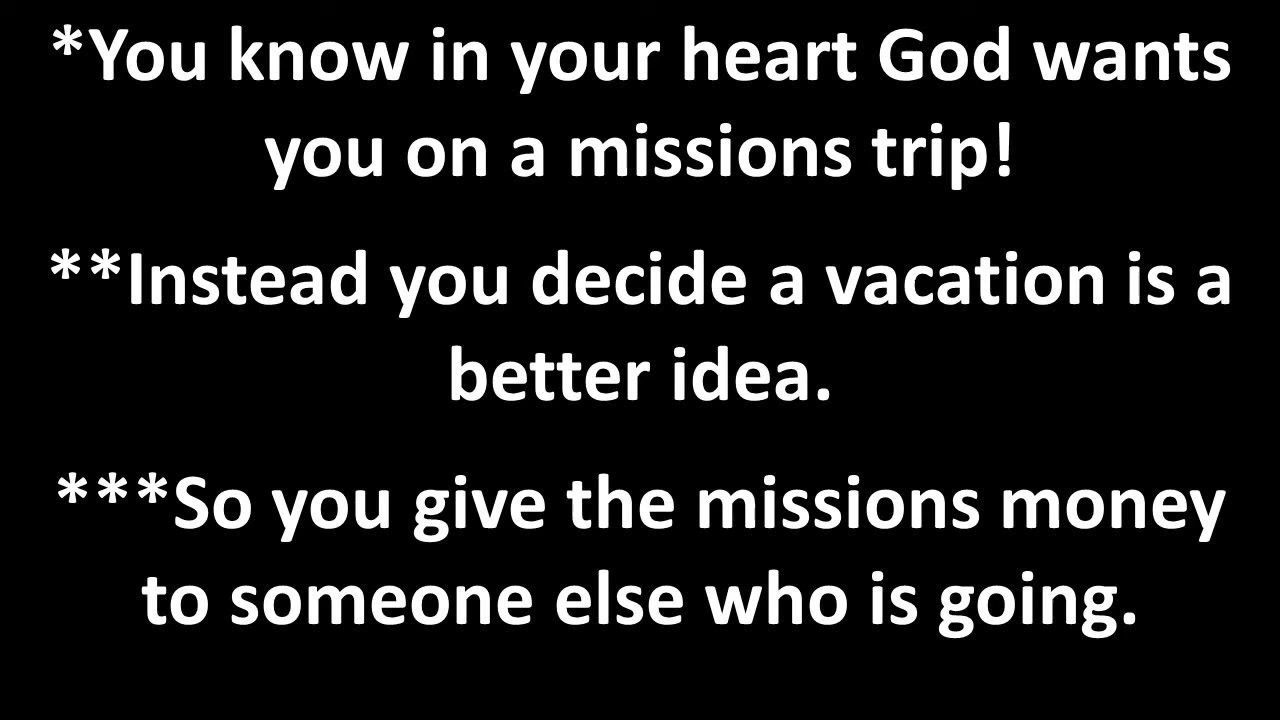 *You know in your heart God wants
you on a missions trip!
**Instead you decide a vacation is a
better idea.
***So you give the missions money
to someone else who is going.